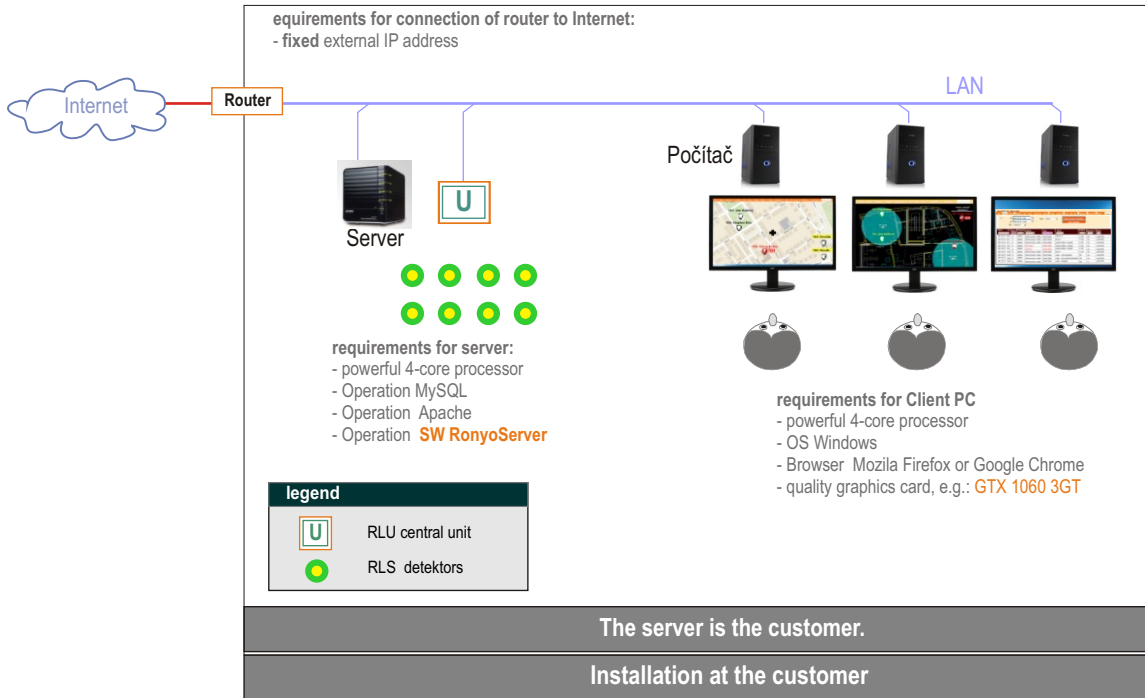 equirements for connection of router to Internet:
- fixed external IP address
LAN
Internet
Router
Počítač
U
Server
requirements for server:
- powerful 4-core processor
- Operation MySQL
- Operation Apache
- Operation SW RonyoServer
requirements for Client PC
- powerful 4-core processor
- OS Windows
- Browser Mozila Firefox or Google Chrome
- quality graphics card, e.g.: GTX 1060 3GT
legend
U RLU central unit
RLS detektors
The server is the customer.
Installation at the customer